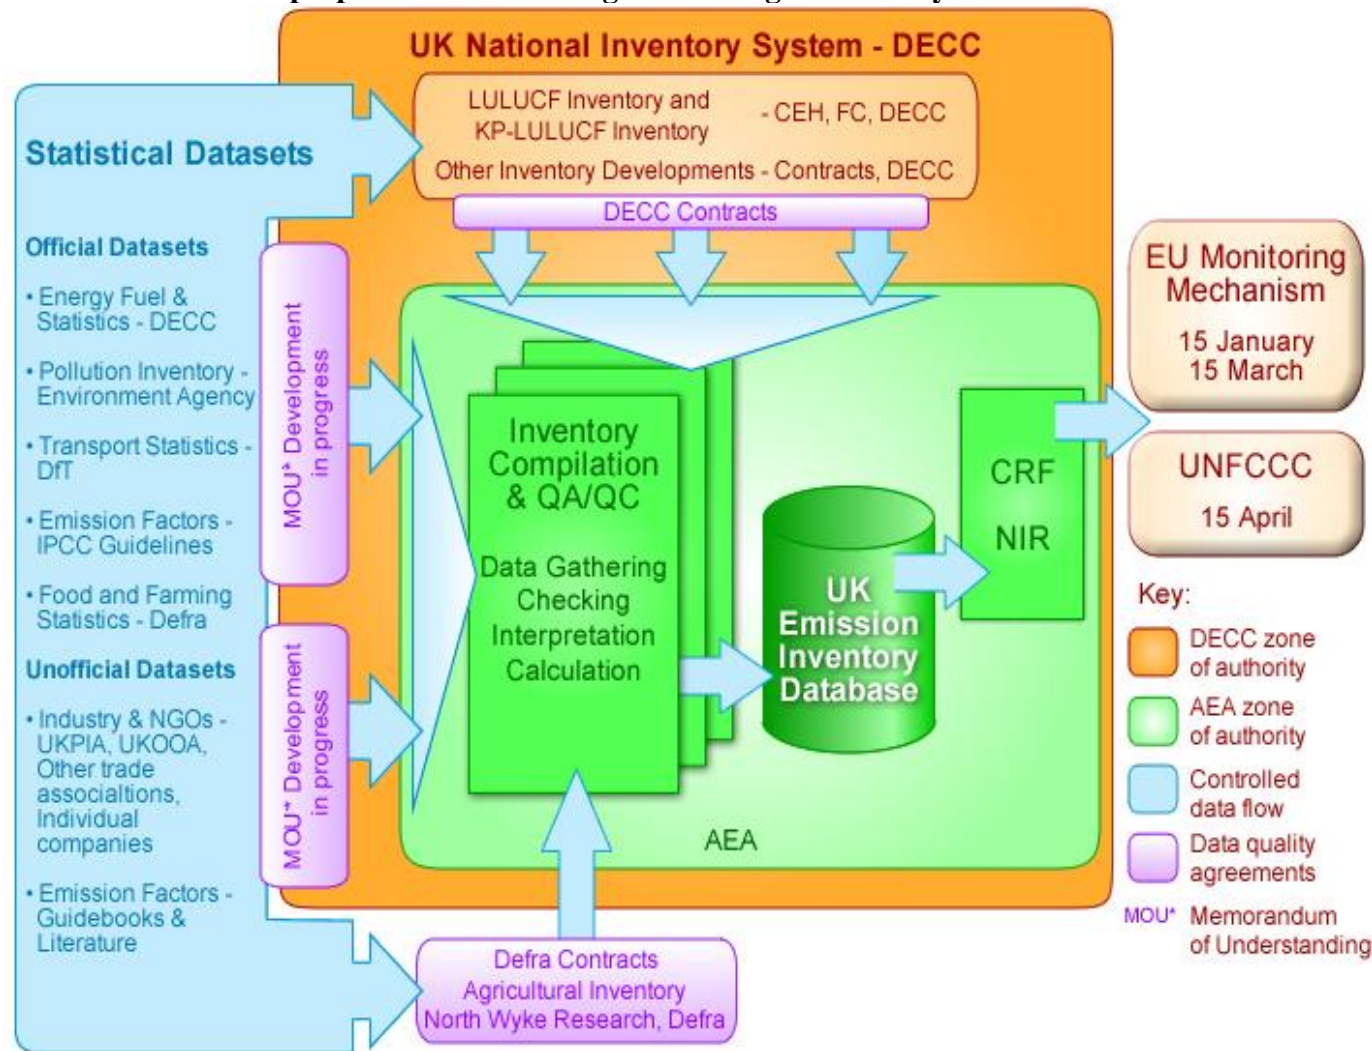 UK National Inventory System - DECC
LULUCF Inventory and
KP-LULUCF Inventory
- CEH, FC, DECC
Other Inventory Developments - Contracts, DECC
DECC Contracts
Statistical Datasets
Official Datasets
• Energy Fuel &
Statistics - DECC
• Pollution Inventory -
Environment Agency
• Transport Statistics -
DfT
• Emission Factors -
IPCC Guidelines
• Food and Farming
Statistics - Defra
Unofficial Datasets
• Industry & NGOs -
UKPIA, UKOOA,
Other trade
associaltions,
Individual
companies
• Emission Factors -
Guidebooks &
Literature
MOU* Development
in progress
MOU* Development
in progress
Inventory
Compilation
& QA/QC
Data Gathering
Checking
Interpretation
Calculation
UK
Emission
Inventory
Database
CRF
NIR
AEA
Defra Contracts
Agricultural Inventory
North Wyke Research, Defra
EU Monitoring
Mechanism
15 January
15 March
UNFCCC
15 April
Key:
DECC zone
of authority
AEA zone
of authority
Controlled
data flow
Data quality
agreements
MOU* Memorandum
of Understanding